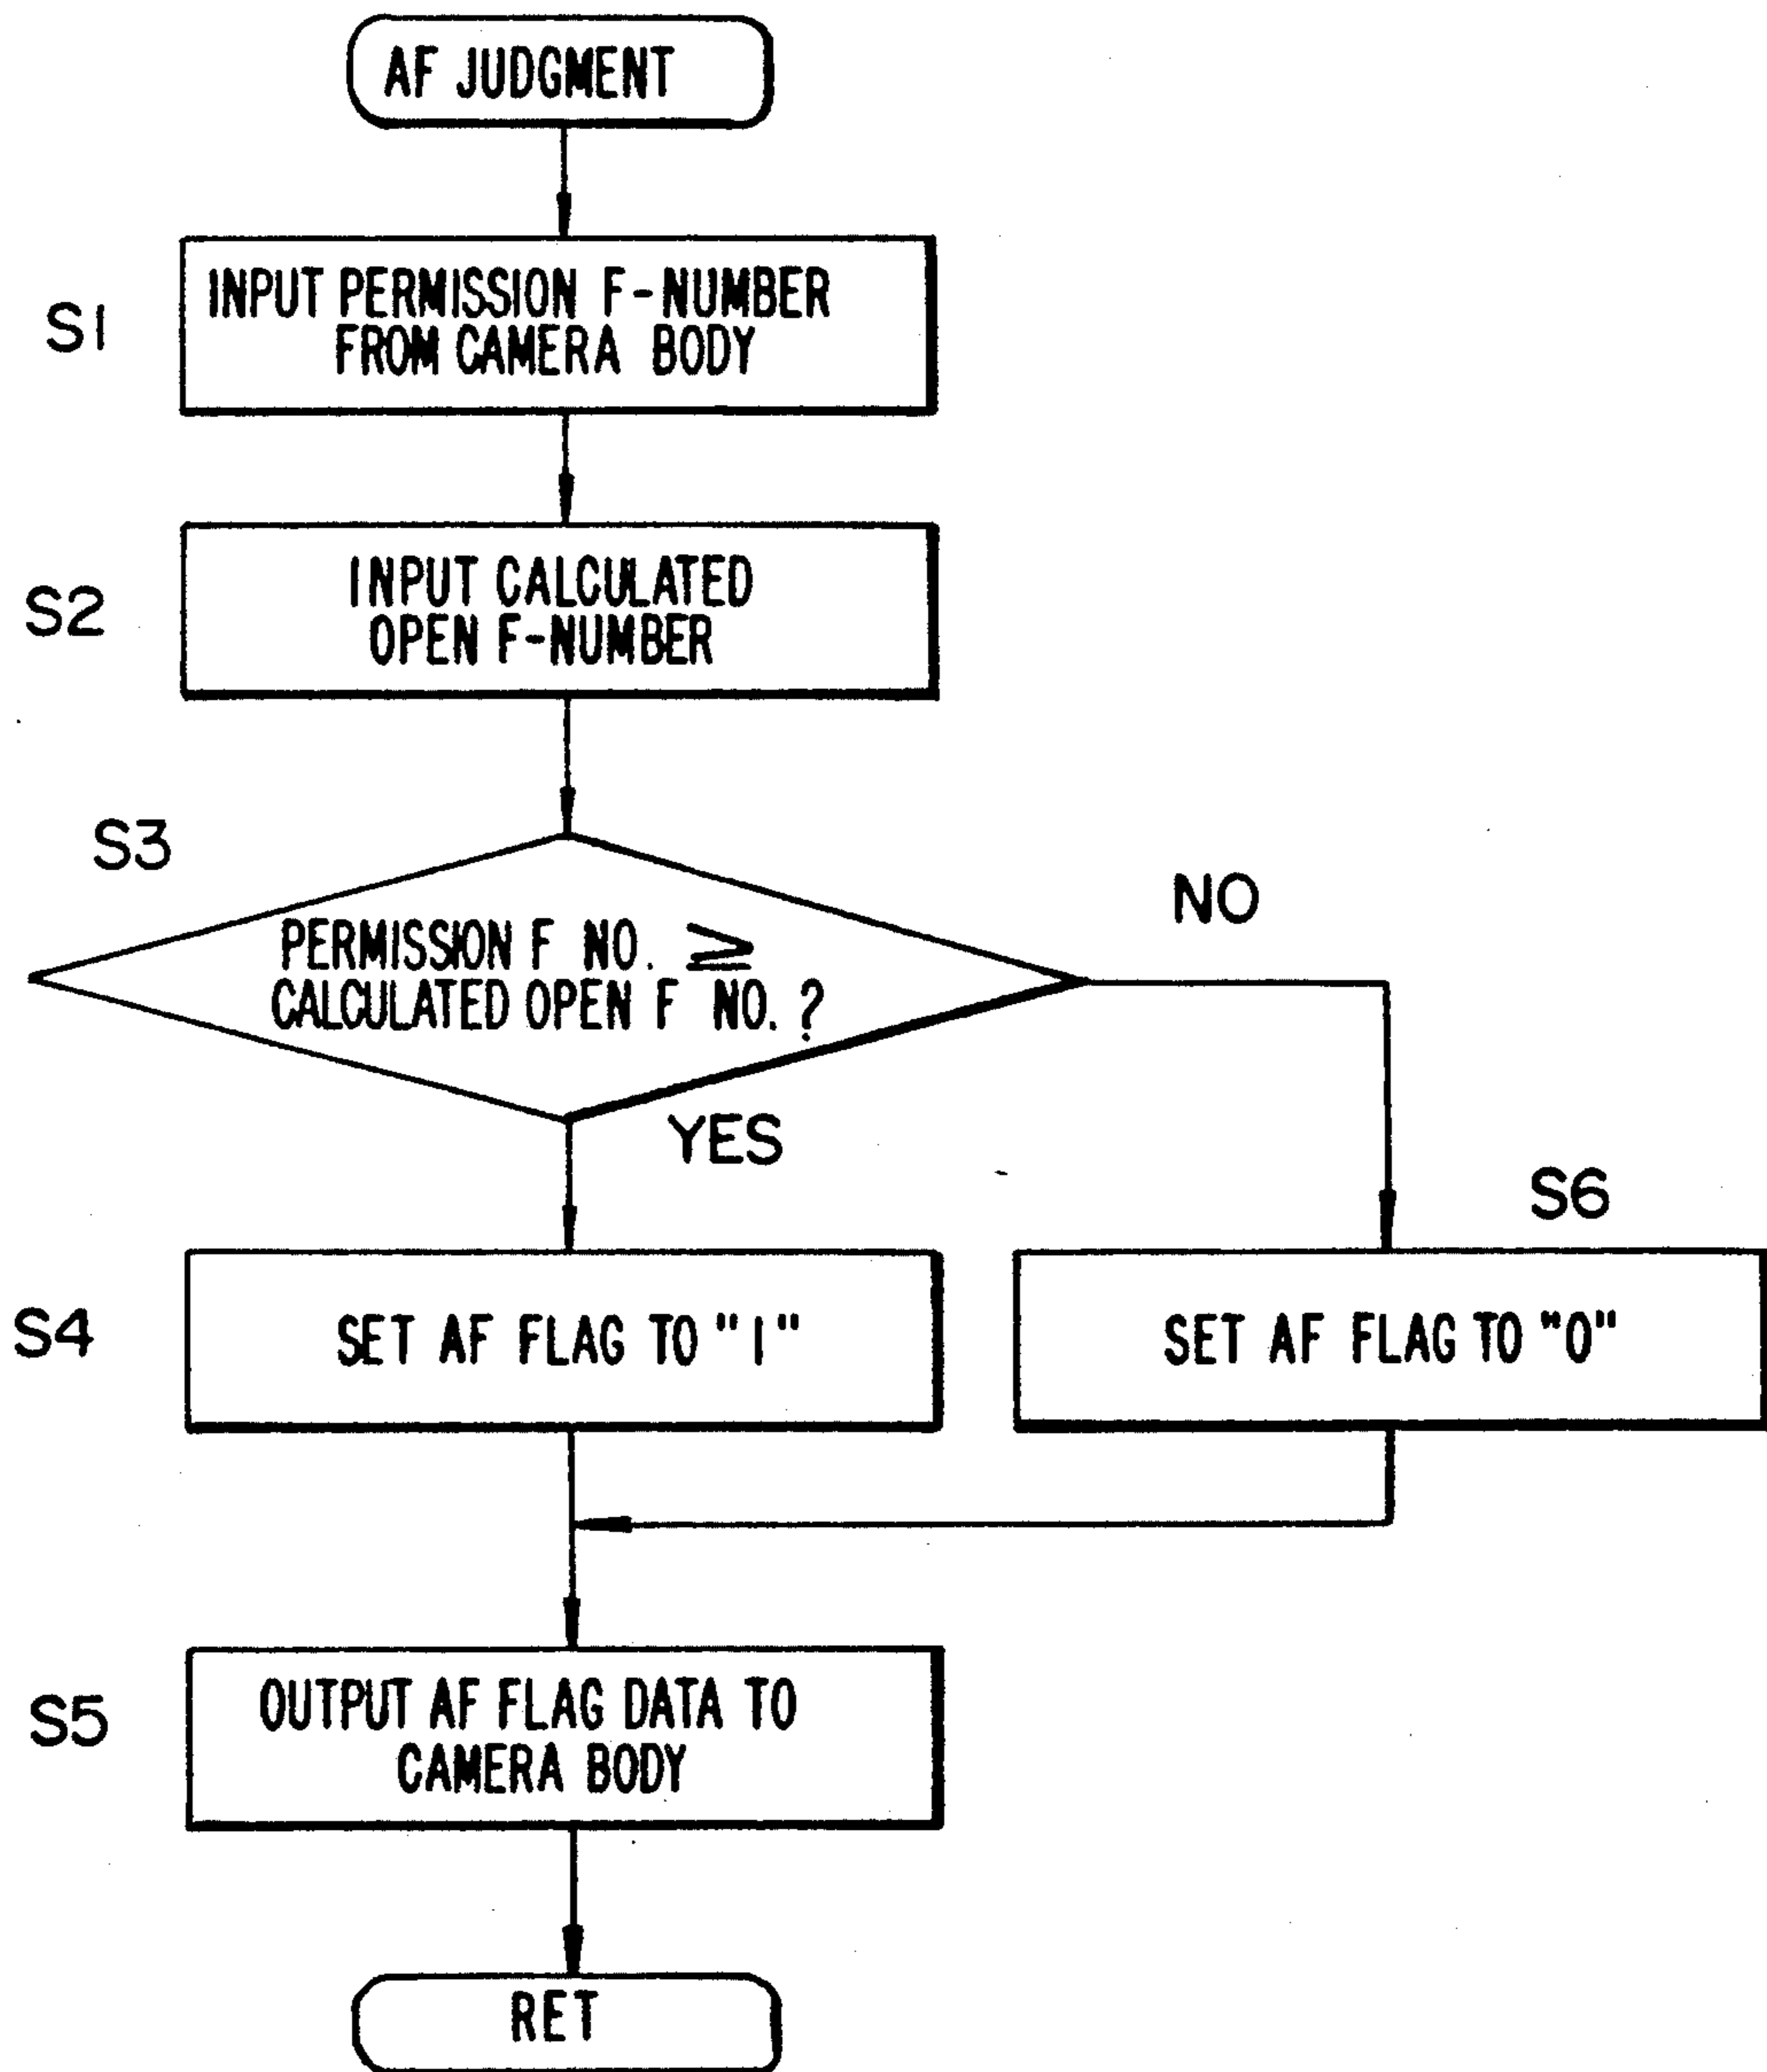 AF JUDGMENT
S1
INPUT PERMISSION F-NUMBER
FROM CAMERA BODY
S2
INPUT CALCULATED
OPEN F-NUMBER
S3
PERMISSION F NO. ≧
CALCULATED OPEN F NO. ?
NO
YES
S4
SET AF FLAG TO "1"
S6
SET AF FLAG TO "0"
S5
OUTPUT AF FLAG DATA TO
CAMERA BODY
RET